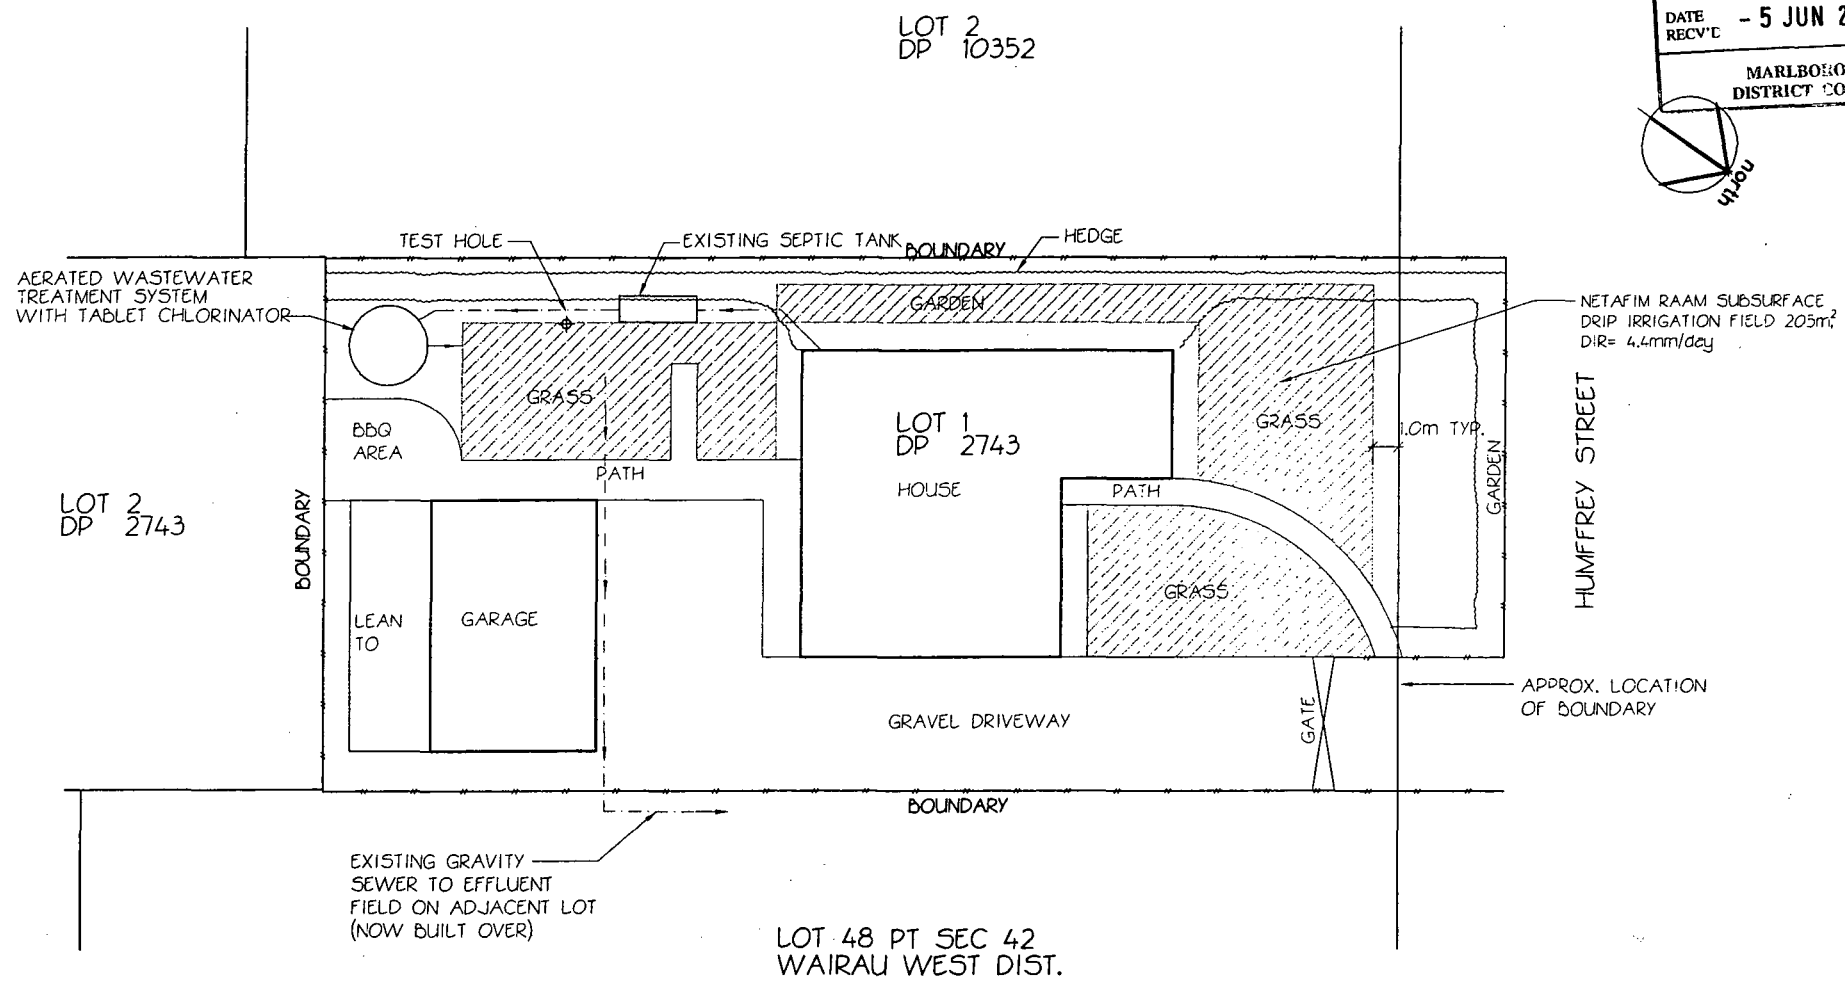 LOT 2
DP 10352
DATE
RECV'D
- 5 JUN
MARLBORO
DISTRICT CO
north
TEST HOLE
EXISTING SEPTIC TANK
BOUNDARY
HEDGE
AERATED WASTEWATER
TREATMENT SYSTEM
WITH TABLET CHLORINATOR
GARDEN
NETAFIM RAAM SUBSURFACE
DRIP IRRIGATION FIELD 205m²,
DIR= 4.4mm/day
GRASS
LOT 1
DP 2743
HOUSE
GRASS
1.0m TYP.
BBQ
AREA
PATH
PATH
GARDEN
HUMFFREY STREET
LOT 2
DP 2743
BOUNDARY
LEAN
TO
GARAGE
GRASS
APPROX. LOCATION
OF BOUNDARY
GRAVEL DRIVEWAY
GATE
BOUNDARY
EXISTING GRAVITY
SEWER TO EFFLUENT
FIELD ON ADJACENT LOT
(NOW BUILT OVER)
LOT 48 PT SEC 42
WAIRAU WEST DIST.